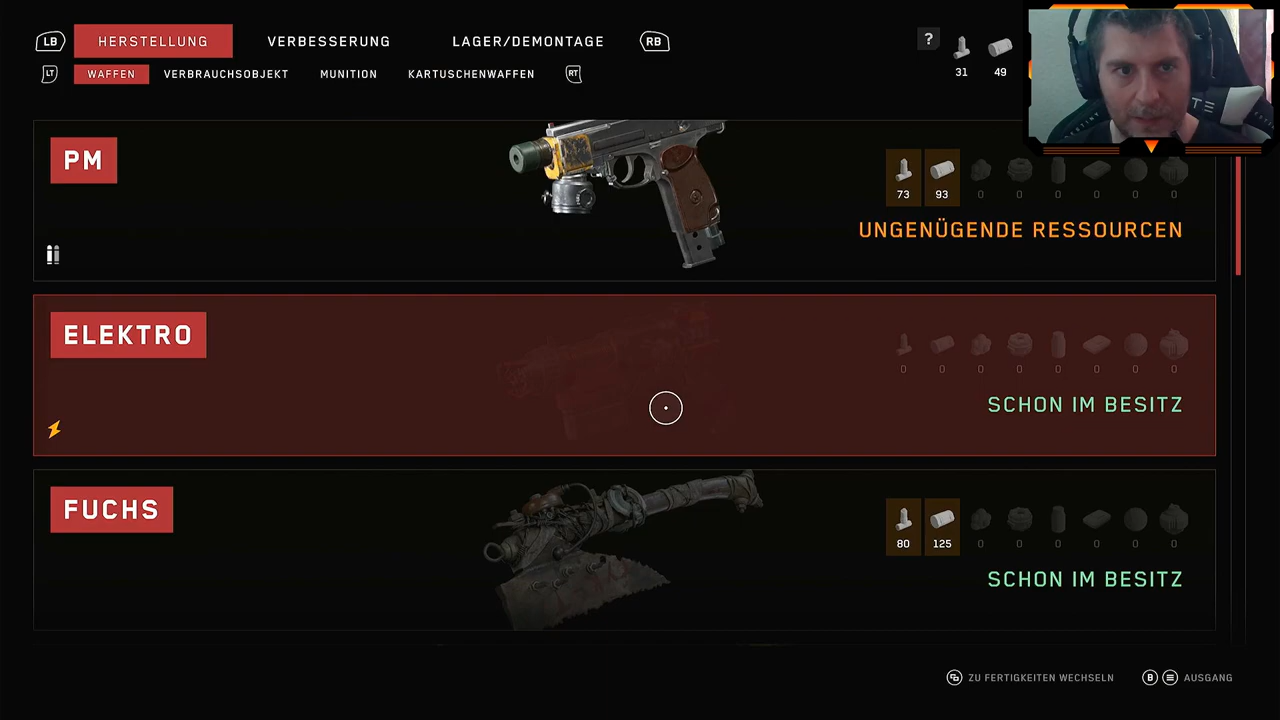 LB HERSTELLUNG VERBESSERUNG LAGER/DEMONTAGE RB ?
LT WAFFEN VERBRAUCHSOBJEKT MUNITION KARTUSCHENWAFFEN RT
31 49
PM
73 93 0 0 0 0 0 0
UNGENÜGENDE RESSOURCEN
ELEKTRO
0 0 0 0 0 0 0 0
SCHON IM BESITZ
FUCHS
80 125 0 0 0 0 0 0
SCHON IM BESITZ
ZU FERTIGKEITEN WECHSELN B AUSGANG